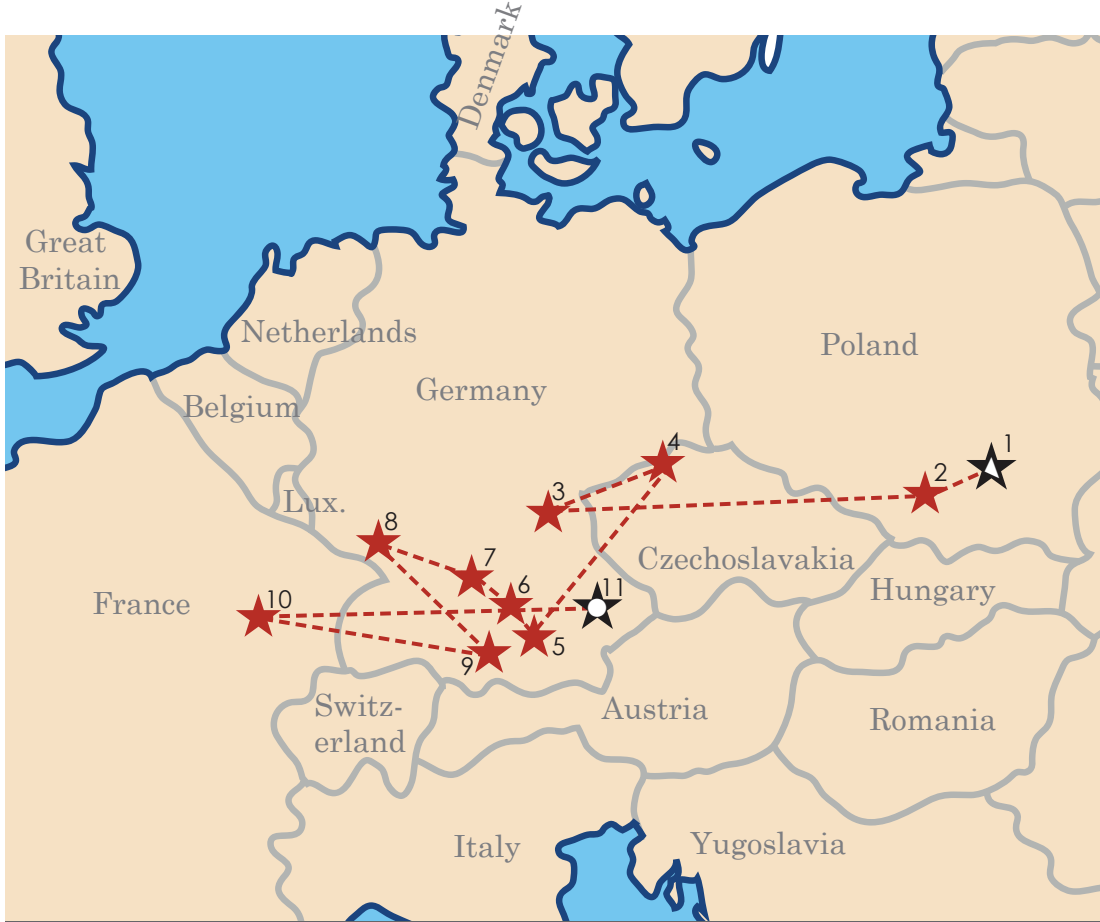 Denmark
Great
Britain
Netherlands
Poland
Germany
Belgium
4
1
2
3
Lux.
8
7
Czechoslavakia
6
11
Hungary
10
France
5
9
Switz-
erland
Austria
Romania
Italy
Yugoslavia